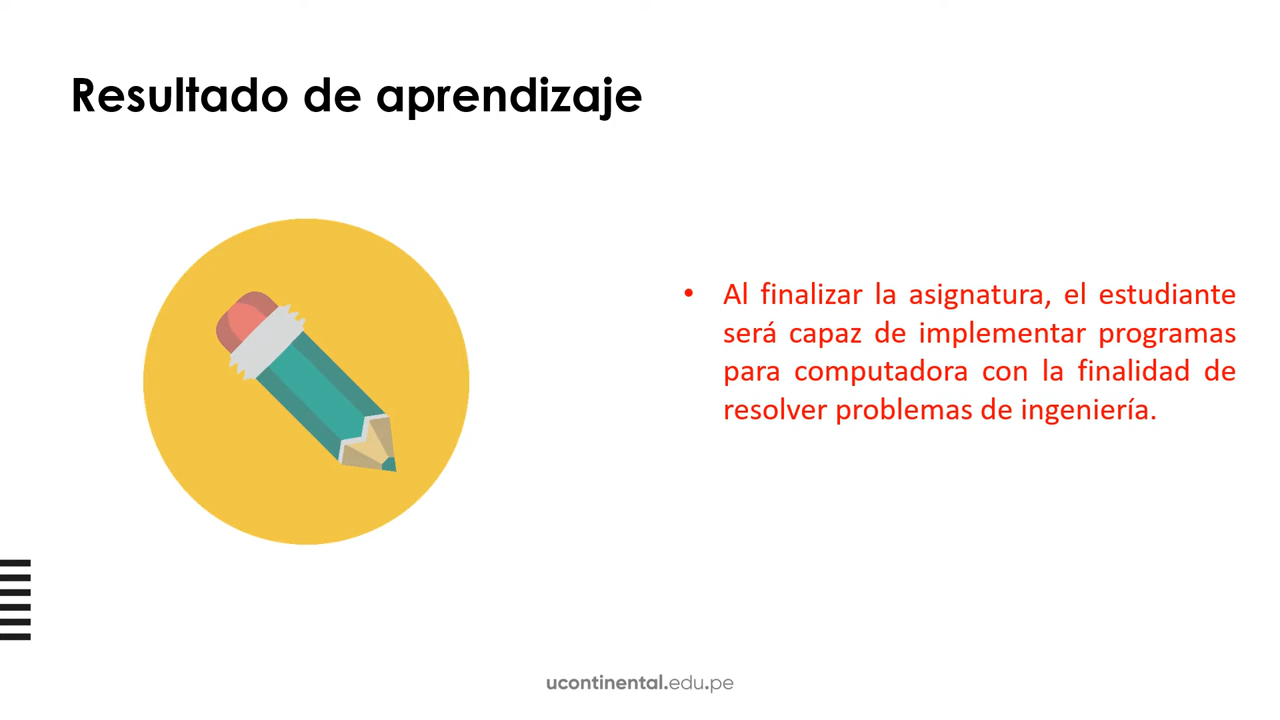 Resultado de aprendizaje
• Al finalizar la asignatura, el estudiante
será capaz de implementar programas
para computadora con la finalidad de
resolver problemas de ingeniería.
ucontinental.edu.pe